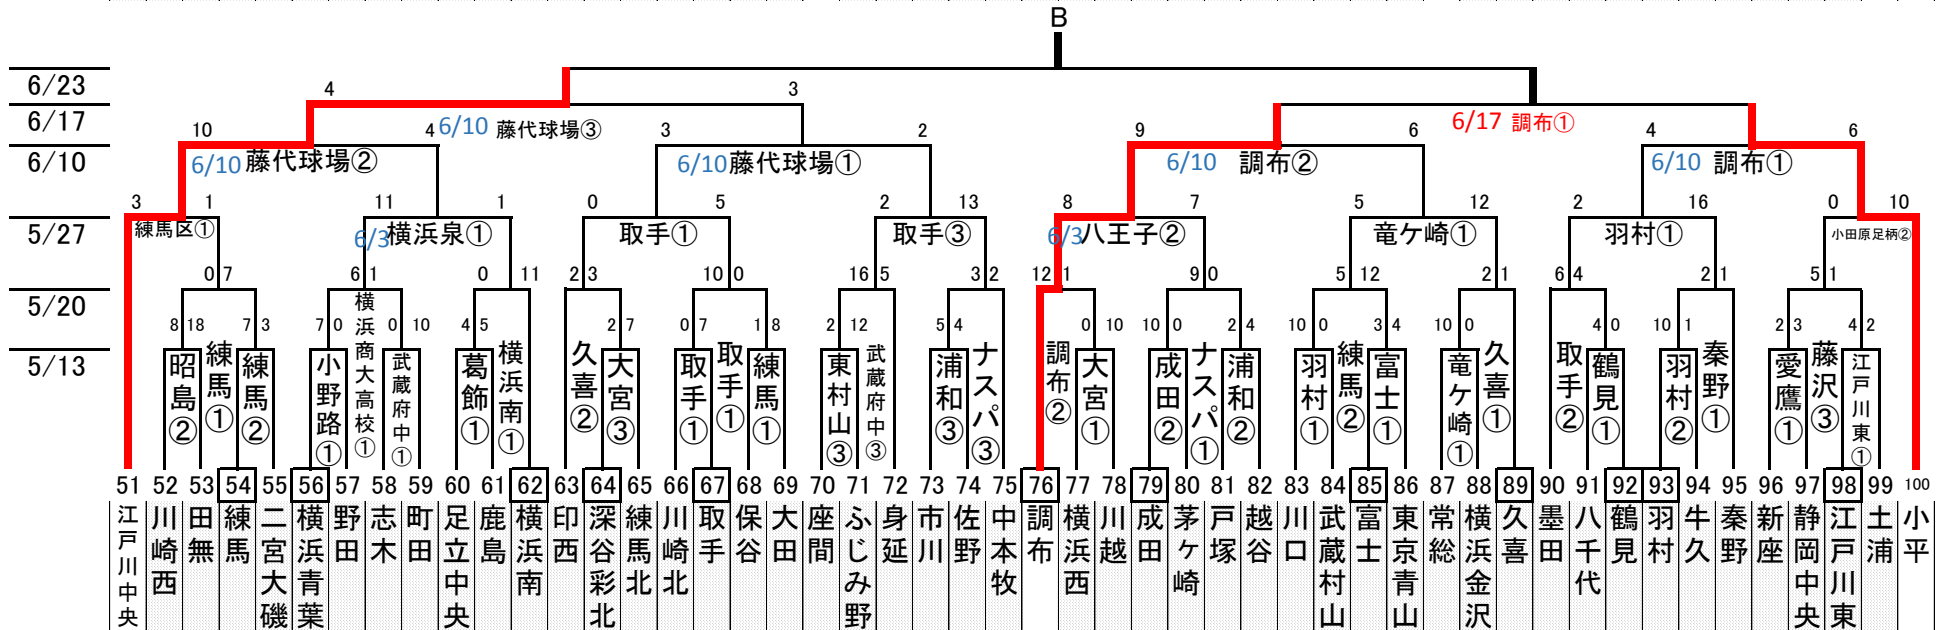 B
6/23
4 3
6/17
10 4 6/10 藤代球場③ 3 2 9 6 6/17 調布① 4 6
6/10
6/10 藤代球場② 6/10 藤代球場① 6/10 調布② 6/10 調布①
3 1 11 1 0 5 2 13 8 7 5 12 2 16 0 10
5/27
練馬区① 6/3 横浜泉① 取手① 取手③ 6/3 八王子② 竜ケ崎① 羽村① 小田原足柄②
0 7 6 1 0 11 2 3 10 0 16 5 3 2 12 1 9 0 5 12 2 1 6 4 2 1 5 1
5/20
8 18 7 3 7 0 0 10 4 5 2 7 0 7 1 8 2 12 5 4 0 10 10 0 2 4 10 0 3 4 10 0 4 0 10 1 2 3 4 2
5/13
昭島②
練馬①
練馬②
小野路①
横浜商大高校①
武蔵府中①
葛飾①
横浜南①
久喜②
大宮③
取手①
取手①
練馬①
東村山③
武蔵府中③
浦和③
ナスパ③
調布②
大宮①
成田②
ナスパ①
浦和②
羽村①
練馬②
富士①
竜ケ崎①
久喜①
取手②
鶴見①
羽村②
秦野①
愛鷹①
藤沢③
江戸川東①
51 52 53 54 55 56 57 58 59 60 61 62 63 64 65 66 67 68 69 70 71 72 73 74 75 76 77 78 79 80 81 82 83 84 85 86 87 88 89 90 91 92 93 94 95 96 97 98 99 100
江戸川中央
川崎西
田無
練馬
二宮大磯
横浜青葉
野田
志木
町田
足立中央
鹿島
横浜南
印西
深谷彩北
練馬北
川崎北
取手
保谷
大田
座間
ふじみ野
身延
市川
佐野
中本牧
調布
横浜西
川越
成田
茅ケ崎
戸塚
越谷
川口
武蔵村山
富士
東京青山
常総
横浜金沢
久喜
墨田
八千代
鶴見
羽村
牛久
秦野
新座
静岡中央
江戸川東
土浦
小平